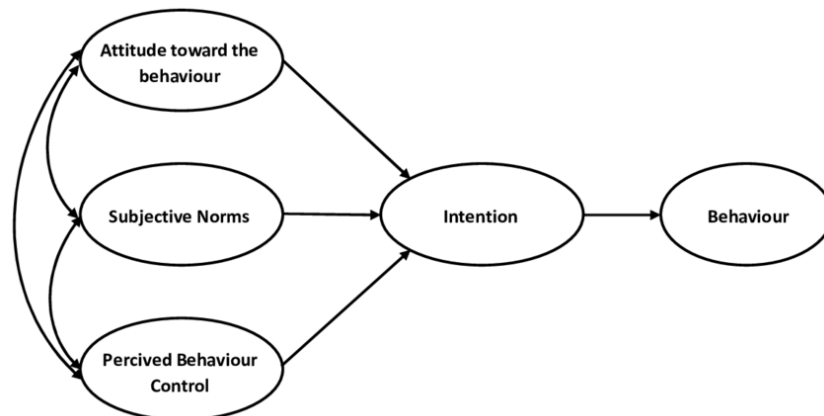 Attitude toward the
behaviour
Subjective Norms
Intention
Behaviour
Percived Behaviour
Control